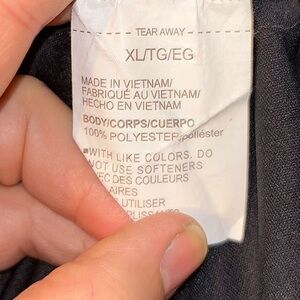 - TEAR AWAY -
XL/TG/EG
MADE IN VIETNAM/
FABRIQUÉ AU VIETNAM/
HECHO EN VIETNAM
BODY/CORPS/CUERPO
100% POLYESTER,poliéster
■WITH LIKE COLORS. DO
NOT USE SOFTENERS
AVEC DES COULEURS
UTILISER